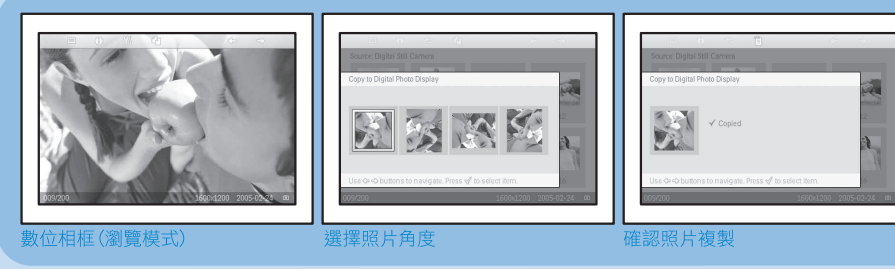 009/200 1600x1200 2005-02-24
數位相框(瀏覽模式)
Source: Digital Still Camera
Copy to Digital Photo Display
Use buttons to navigate. Press to select item.
009/200 1600x1200 2005-02-24
選擇照片角度
Source: Digital Still Camera
Copy to Digital Photo Display
Copied
Use buttons to navigate. Press to select item.
009/200 1600x1200 2005-02-24
確認照片複製